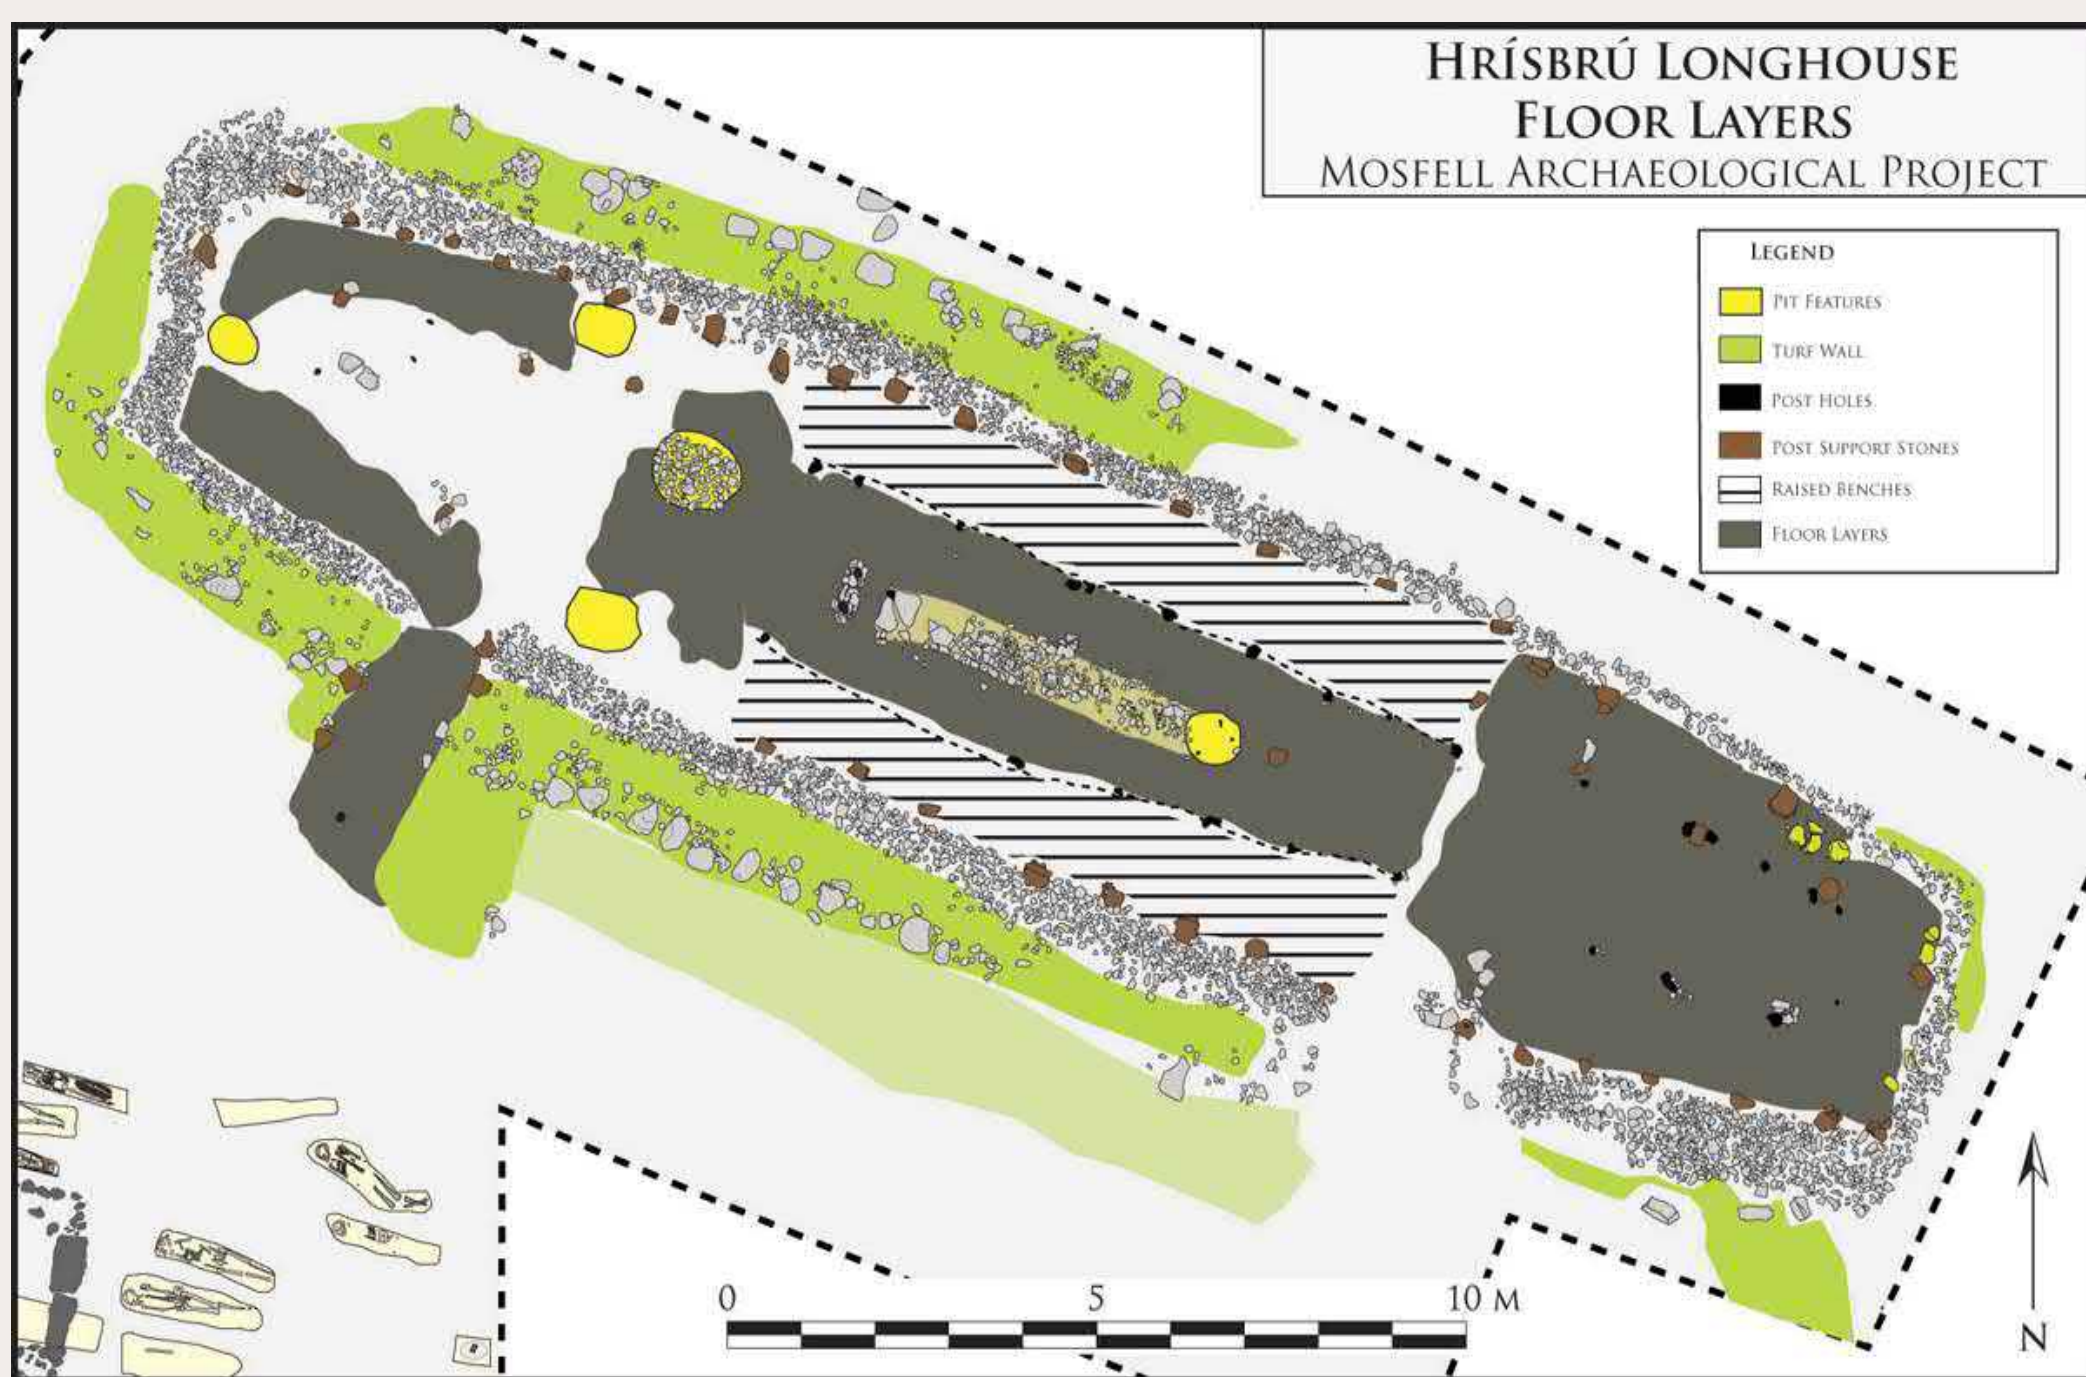 HRÍSBRÚ LONGHOUSE
FLOOR LAYERS
MOSFELL ARCHAEOLOGICAL PROJECT
LEGEND
PIT FEATURES
TURF WALL
POST HOLES
POST SUPPORT STONES
RAISED BENCHES
FLOOR LAYERS
0 5 10 M
N